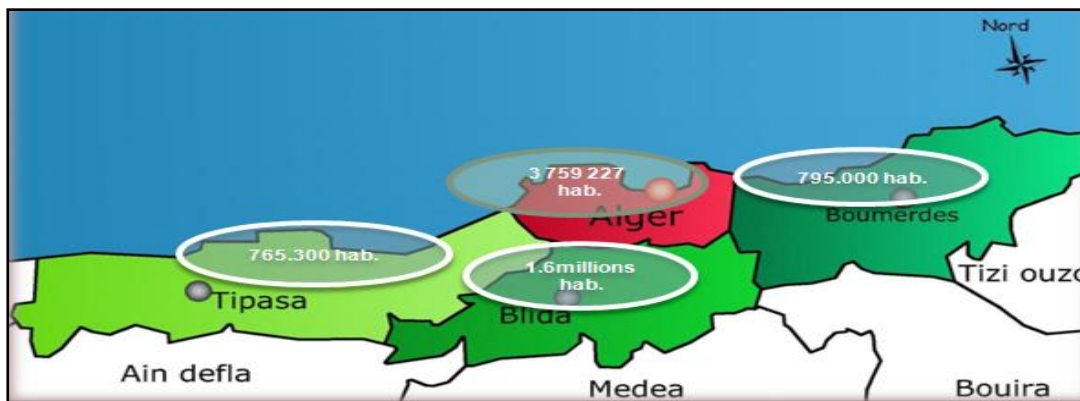 Nord
3 759 227
hab.
795.000 hab.
Alger
Boumerdes
765.300 hab.
1.6millions
hab.
Tizi ouzo
Tipasa
Blida
Ain defla
Medea
Bouira